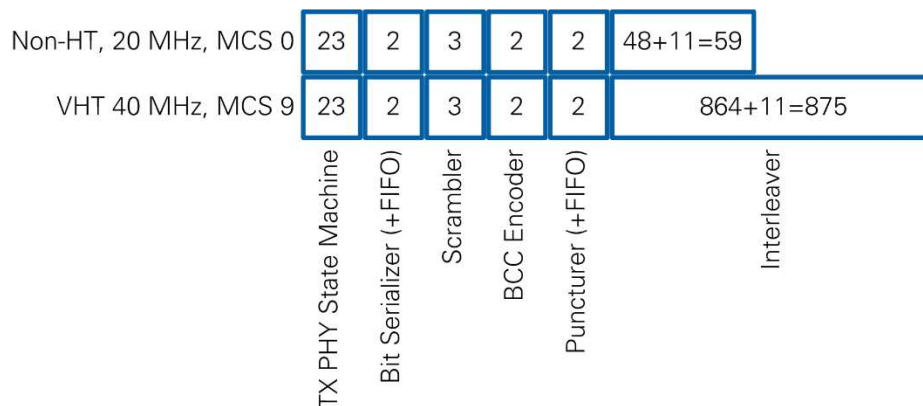 Non-HT, 20 MHz, MCS 0 23 2 3 2 2 48+11=59
VHT 40 MHz, MCS 9 23 2 3 2 2 864+11=875
TX PHY State Machine
Bit Serializer (+FIFO)
Scrambler
BCC Encoder
Puncturer (+FIFO)
Interleaver